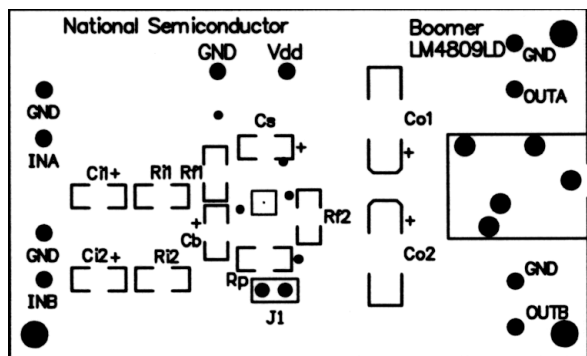 National Semiconductor
Boomer
LM4809LD
GND
Vdd
GND
OUTA
GND
INA
Cs
+
Co1
+
Ci1+
Ri1
Rf1
+
Cb
Rf2
+
Co2
GND
Ci2+
Ri2
Rp
INB
J1
GND
OUTB